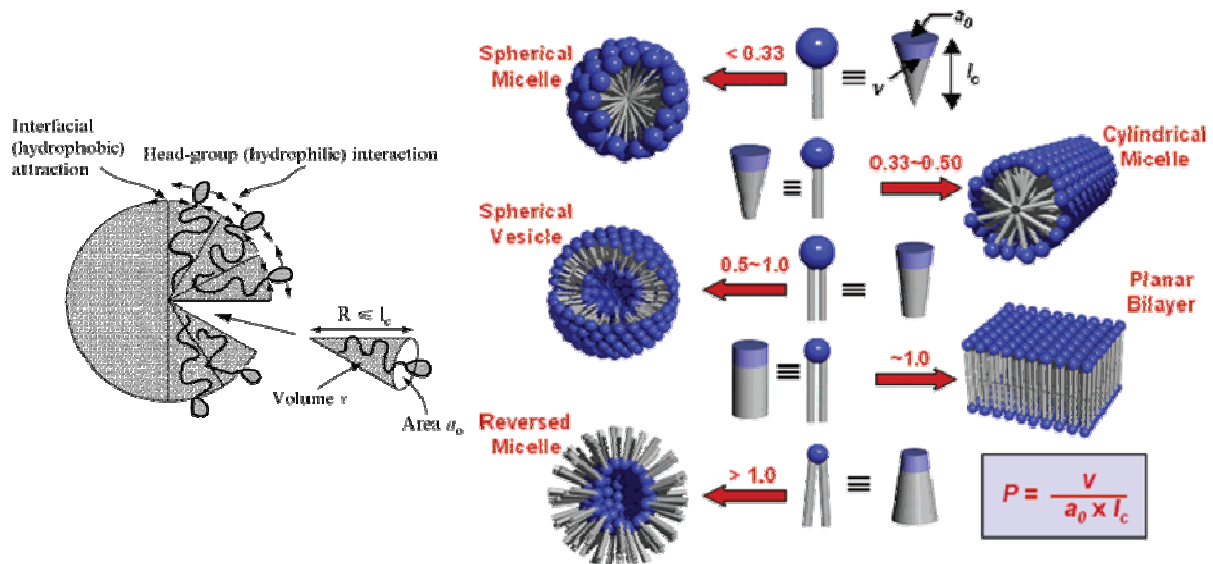 Interfacial
(hydrophobic)
attraction
Head-group (hydrophilic) interaction
R ≤ lc
Volume v
Area ao
Spherical
Micelle
< 0.33
a0
v
lc
0.33~0.50
Cylindrical
Micelle
Spherical
Vesicle
0.5~1.0
Planar
Bilayer
~1.0
Reversed
Micelle
> 1.0
P = v
a0 x lc